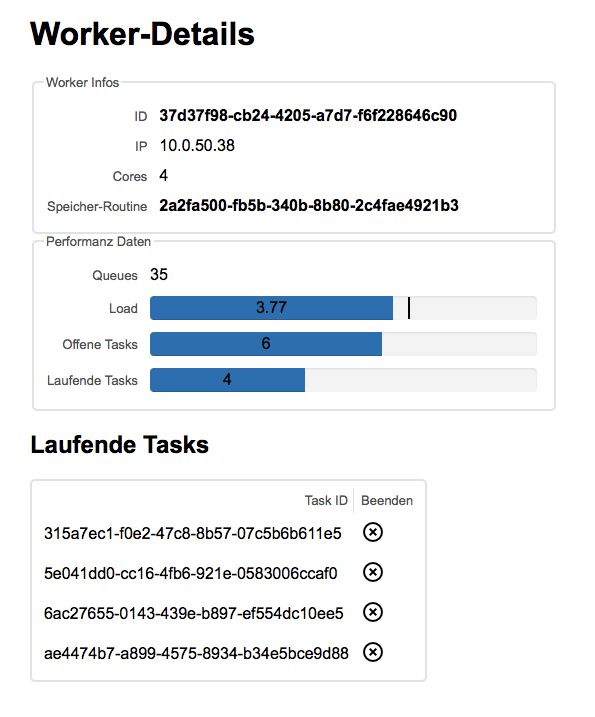 Worker-Details
Worker Infos
ID 37d37f98-cb24-4205-a7d7-f6f228646c90
IP 10.0.50.38
Cores 4
Speicher-Routine 2a2fa500-fb5b-340b-8b80-2c4fae4921b3
Performanz Daten
Queues 35
Load 3.77
Offene Tasks 6
Laufende Tasks 4
Laufende Tasks
Task ID Beenden
315a7ec1-f0e2-47c8-8b57-07c5b6b611e5
5e041dd0-cc16-4fb6-921e-0583006ccaf0
6ac27655-0143-439e-b897-ef554dc10ee5
ae4474b7-a899-4575-8934-b34e5bce9d88